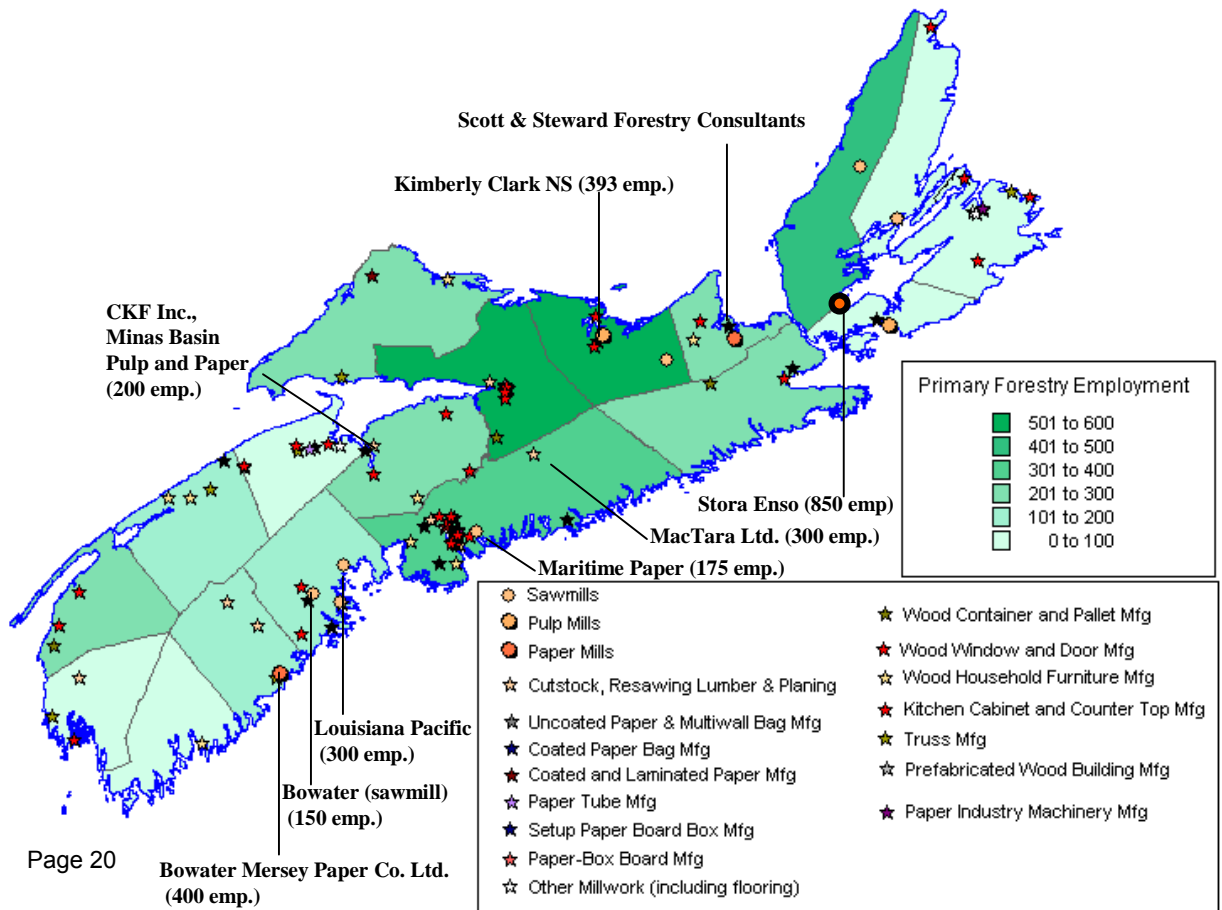 Scott & Steward Forestry Consultants
Kimberly Clark NS (393 emp.)
CKF Inc.,
Minas Basin
Pulp and Paper
(200 emp.)
Primary Forestry Employment
501 to 600
401 to 500
301 to 400
201 to 300
101 to 200
0 to 100
Stora Enso (850 emp)
MacTara Ltd. (300 emp.)
Maritime Paper (175 emp.)
Louisiana Pacific
(300 emp.)
Bowater (sawmill)
(150 emp.)
Bowater Mersey Paper Co. Ltd.
(400 emp.)
Sawmills
Pulp Mills
Paper Mills
Cutstock, Resawing Lumber & Planing
Uncoated Paper & Multiwall Bag Mfg
Coated Paper Bag Mfg
Coated and Laminated Paper Mfg
Paper Tube Mfg
Setup Paper Board Box Mfg
Paper-Box Board Mfg
Other Millwork (including flooring)
Wood Container and Pallet Mfg
Wood Window and Door Mfg
Wood Household Furniture Mfg
Kitchen Cabinet and Counter Top Mfg
Truss Mfg
Prefabricated Wood Building Mfg
Paper Industry Machinery Mfg
Page 20